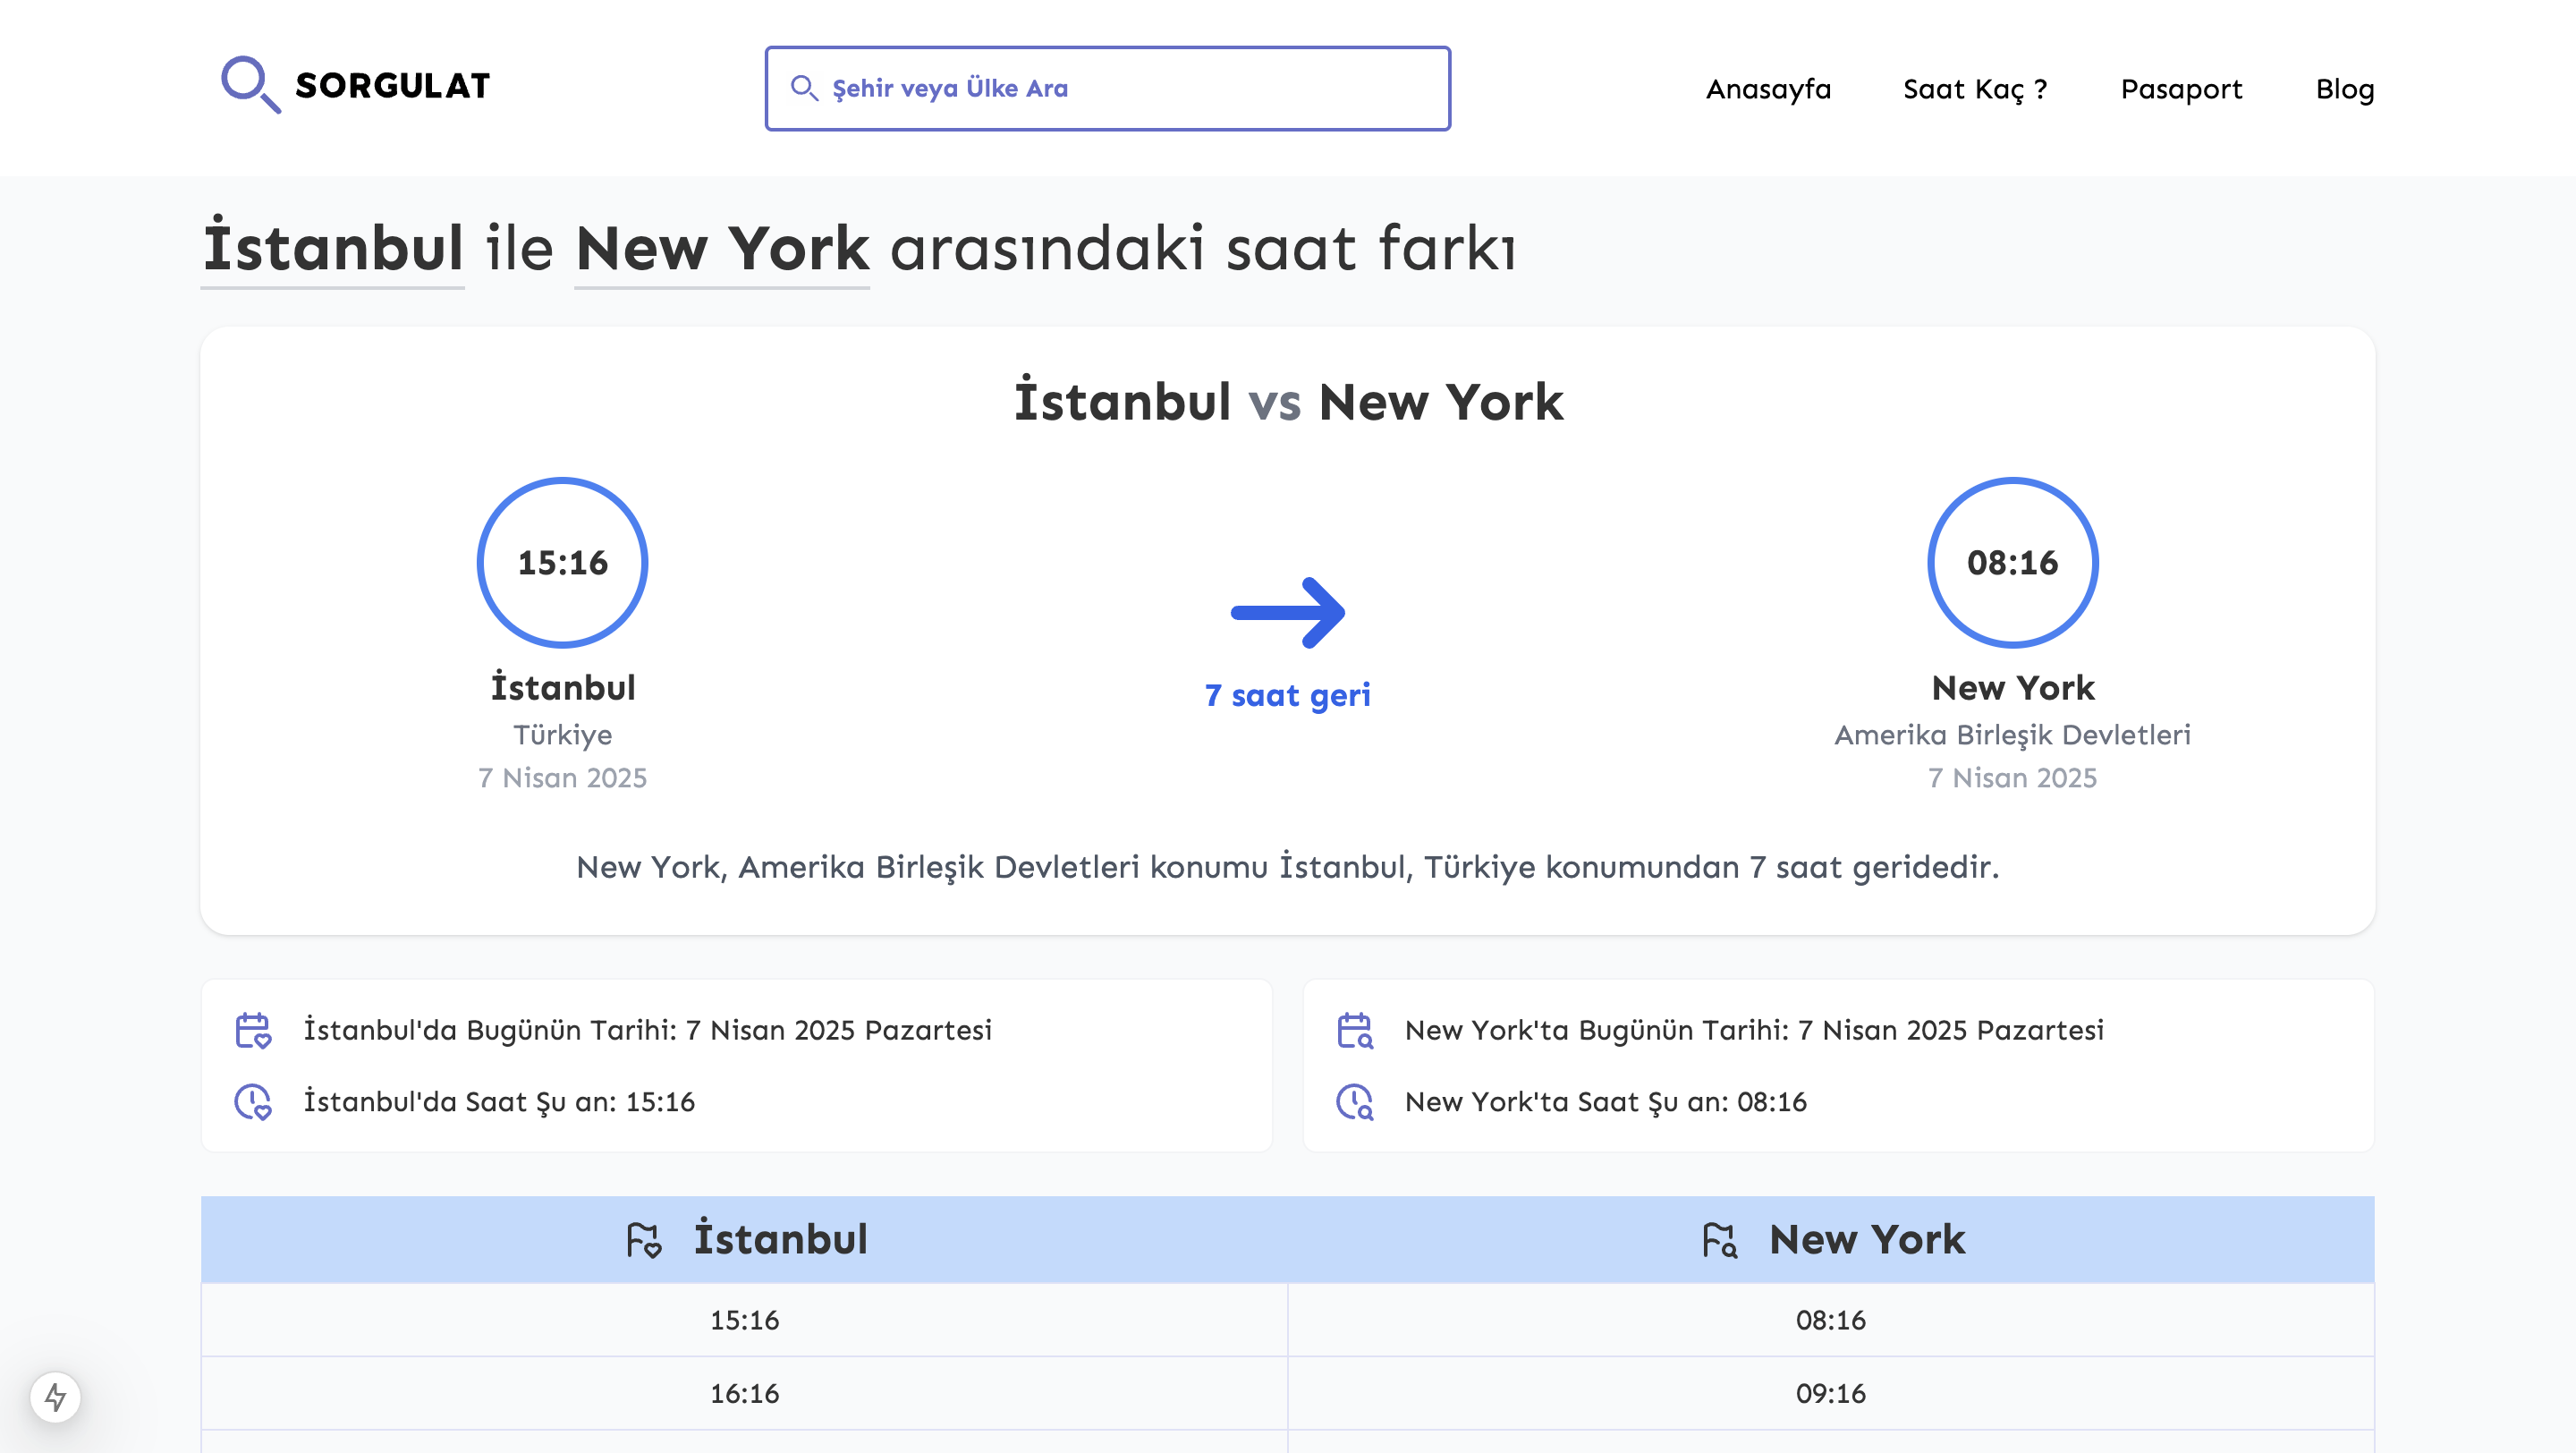 SORGULAT
Şehir veya Ülke Ara
Anasayfa
Saat Kaç ?
Pasaport
Blog
İstanbul ile New York arasındaki saat farkı
İstanbul vs New York
15:16
İstanbul
Türkiye
7 Nisan 2025
7 saat geri
08:16
New York
Amerika Birleşik Devletleri
7 Nisan 2025
New York, Amerika Birleşik Devletleri konumu İstanbul, Türkiye konumundan 7 saat geridedir.
İstanbul'da Bugünün Tarihi: 7 Nisan 2025 Pazartesi
İstanbul'da Saat Şu an: 15:16
New York'ta Bugünün Tarihi: 7 Nisan 2025 Pazartesi
New York'ta Saat Şu an: 08:16
İstanbul New York
15:16 08:16
16:16 09:16